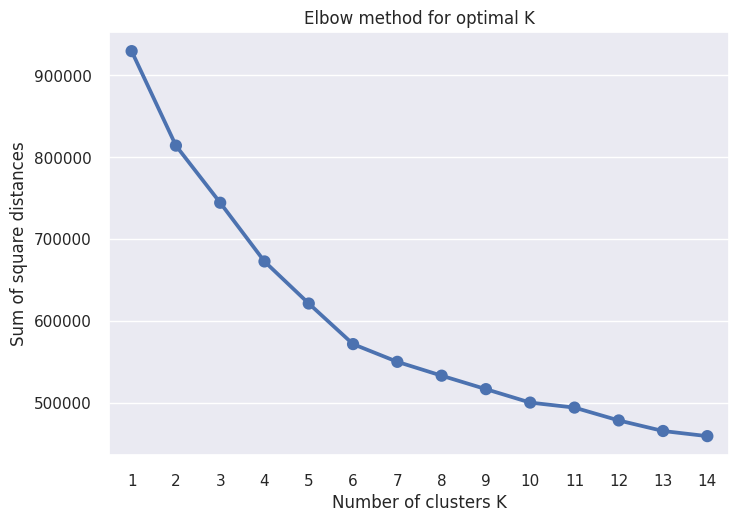 Elbow method for optimal K
Sum of square distances
900000
800000
700000
600000
500000
1 2 3 4 5 6 7 8 9 10 11 12 13 14
Number of clusters K